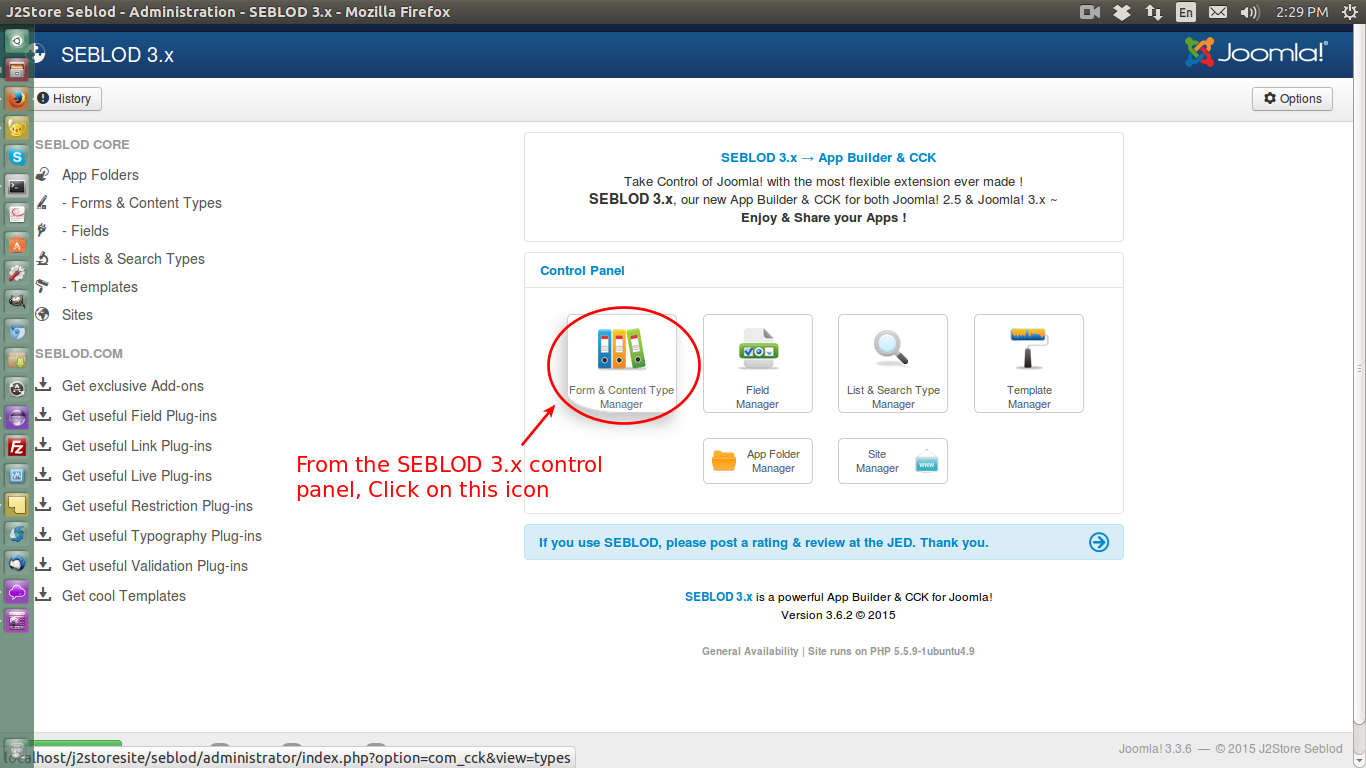 J2Store Seblod - Administration - SEBLOD 3.x - Mozilla Firefox
En
2:29 PM
SEBLOD 3.x
Joomla!
History
Options
SEBLOD CORE
App Folders
- Forms & Content Types
- Fields
- Lists & Search Types
- Templates
Sites
SEBLOD.COM
Get exclusive Add-ons
Get useful Field Plug-ins
Get useful Link Plug-ins
Get useful Live Plug-ins
Get useful Restriction Plug-ins
Get useful Typography Plug-ins
Get useful Validation Plug-ins
Get cool Templates
SEBLOD 3.x → App Builder & CCK
Take Control of Joomla! with the most flexible extension ever made !
SEBLOD 3.x, our new App Builder & CCK for both Joomla! 2.5 & Joomla! 3.x ~
Enjoy & Share your Apps !
Control Panel
Form & Content Type
Manager
Field
Manager
List & Search Type
Manager
Template
Manager
App Folder
Manager
Site
Manager
www
From the SEBLOD 3.x control
panel, Click on this icon
If you use SEBLOD, please post a rating & review at the JED. Thank you.
SEBLOD 3.x is a powerful App Builder & CCK for Joomla!
Version 3.6.2 © 2015
General Availability | Site runs on PHP 5.5.9-1ubuntu4.9
Joomla! 3.3.6 — © 2015 J2Store Seblod
localhost/j2storesite/seblod/administrator/index.php?option=com_cck&view=types